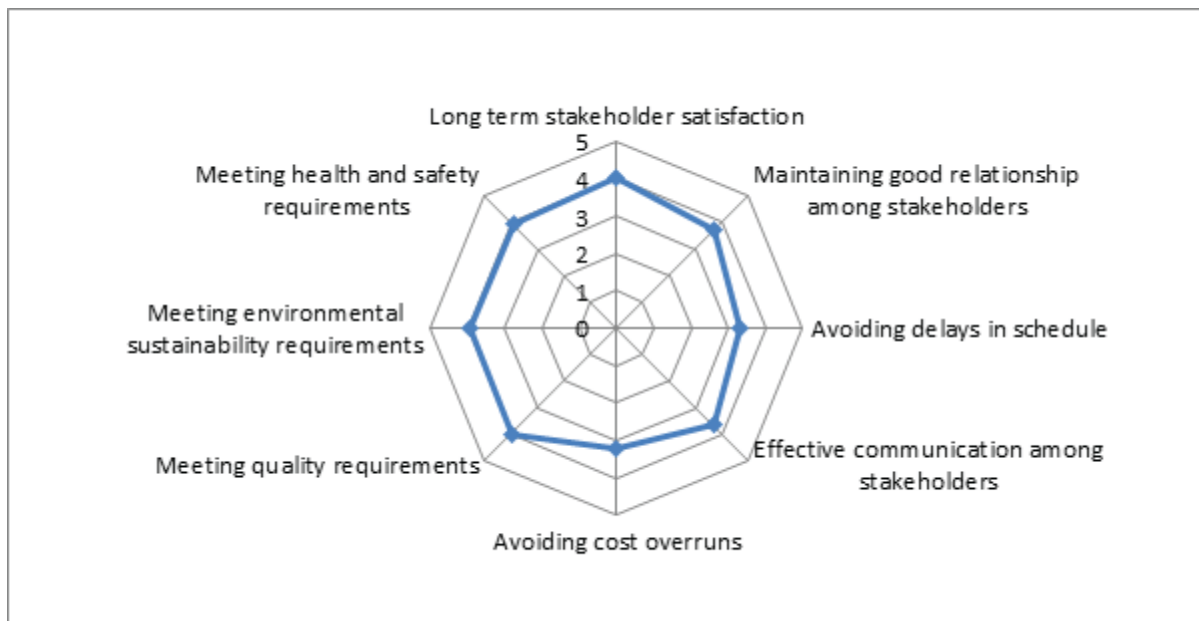 Long term stakeholder satisfaction
5
4
3
2
1
0
Maintaining good relationship
among stakeholders
Avoiding delays in schedule
Effective communication among
stakeholders
Avoiding cost overruns
Meeting quality requirements
Meeting environmental
sustainability requirements
Meeting health and safety
requirements